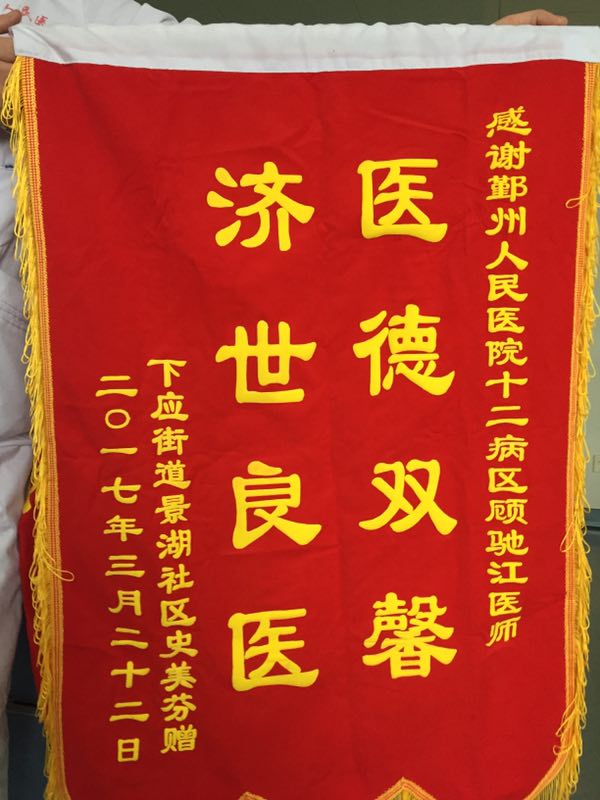 感谢鄞州人民医院十二病区顾驰江医师
医德双馨
济世良医
下应街道景湖社区史美芬赠
二〇一七年三月二十二日